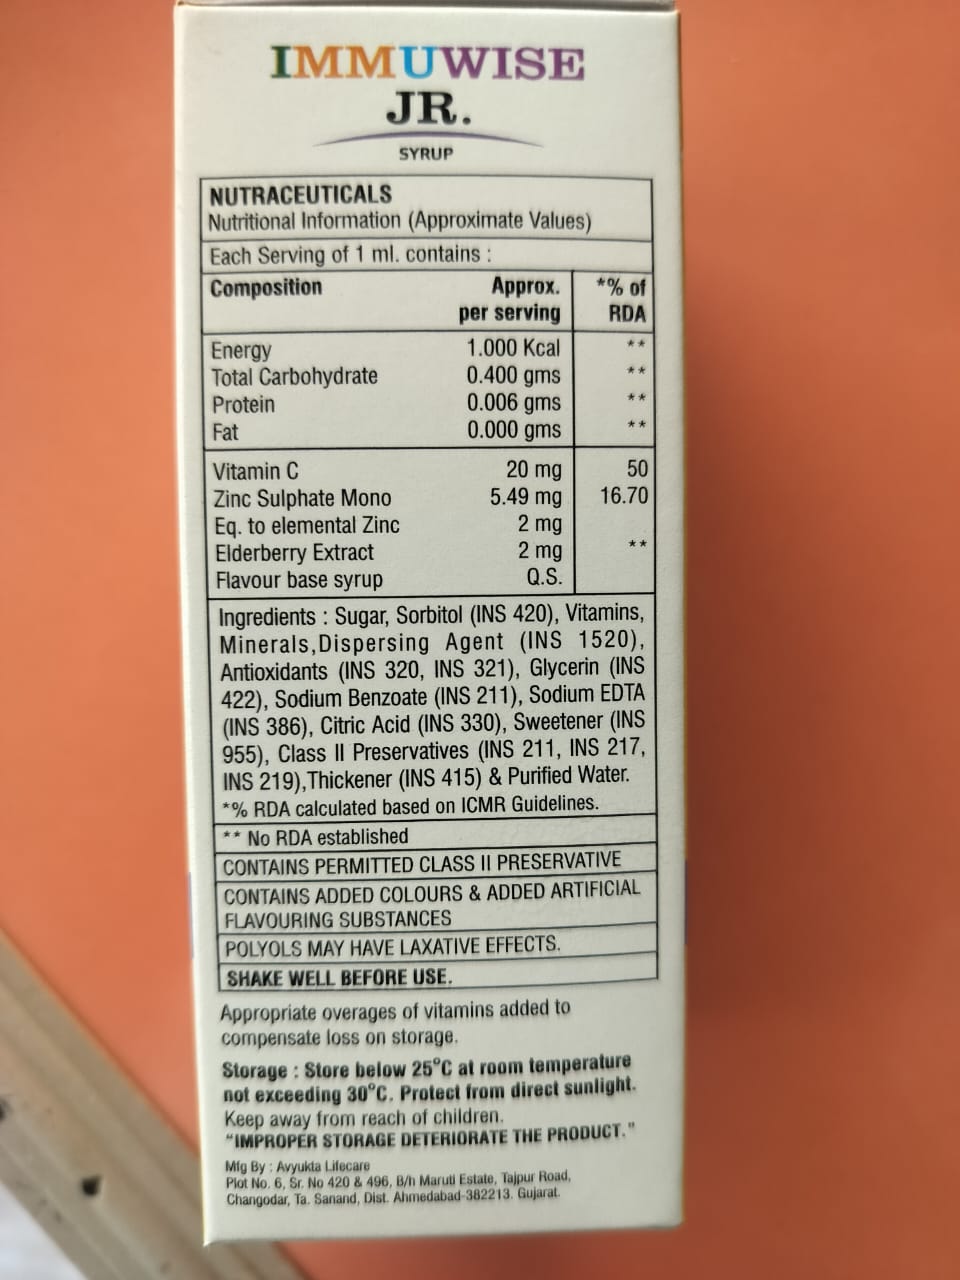 IMMUWISE
JR.
SYRUP
NUTRACEUTICALS
Nutritional Information (Approximate Values)
Each Serving of 1 ml. contains :
Composition Approx. per serving *% of RDA
Energy 1.000 Kcal **
Total Carbohydrate 0.400 gms **
Protein 0.006 gms **
Fat 0.000 gms **
Vitamin C 20 mg 50
Zinc Sulphate Mono 5.49 mg 16.70
Eq. to elemental Zinc 2 mg
Elderberry Extract 2 mg **
Flavour base syrup Q.S.
Ingredients : Sugar, Sorbitol (INS 420), Vitamins,
Minerals,Dispersing Agent (INS 1520),
Antioxidants (INS 320, INS 321), Glycerin (INS
422), Sodium Benzoate (INS 211), Sodium EDTA
(INS 386), Citric Acid (INS 330), Sweetener (INS
955), Class II Preservatives (INS 211, INS 217,
INS 219),Thickener (INS 415) & Purified Water.
*% RDA calculated based on ICMR Guidelines.
** No RDA established
CONTAINS PERMITTED CLASS II PRESERVATIVE
CONTAINS ADDED COLOURS & ADDED ARTIFICIAL
FLAVOURING SUBSTANCES
POLYOLS MAY HAVE LAXATIVE EFFECTS.
SHAKE WELL BEFORE USE.
Appropriate overages of vitamins added to
compensate loss on storage.
Storage : Store below 25°C at room temperature
not exceeding 30°C. Protect from direct sunlight.
Keep away from reach of children.
"IMPROPER STORAGE DETERIORATE THE PRODUCT."
Mfg By : Avyukta Lifecare
Plot No. 6, Sr. No 420 & 496, B/h Maruti Estate, Tajpur Road,
Changodar, Ta. Sanand, Dist. Ahmedabad-382213. Gujarat.